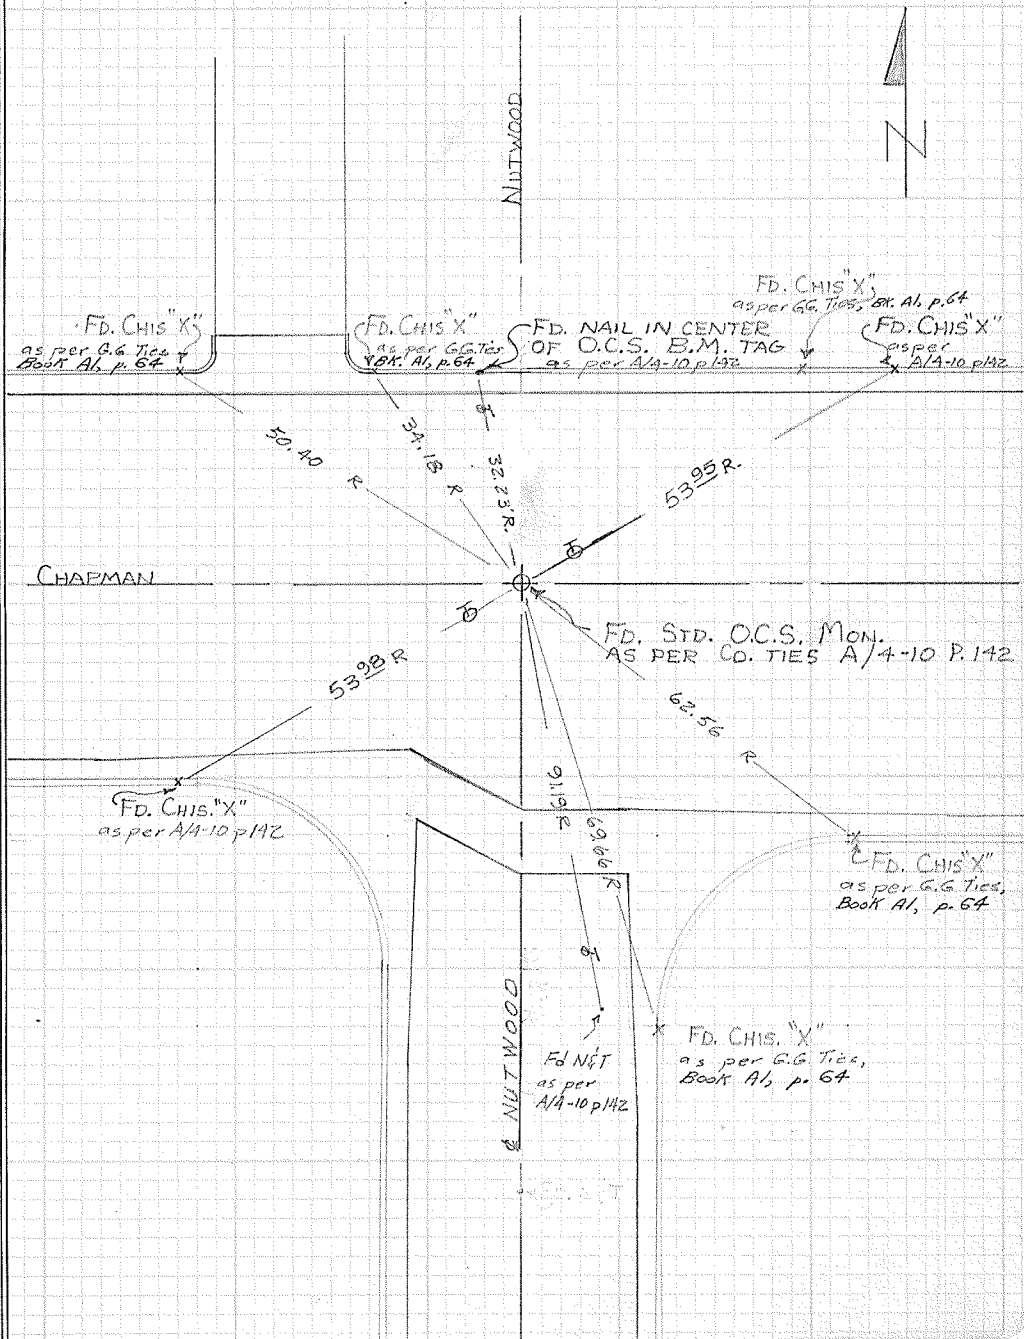 NUTWOOD
N
FD. CHIS "X"
as per G.G. Ties, BK. A1, p.64
FD. CHIS "X"
as per G.G Ties
Book A1, p. 64
FD. CHIS "X"
as per G.G. Ties
BK. A1, p.64
FD. NAIL IN CENTER
OF O.C.S. B.M. TAG
as per A/4-10 p142
FD. CHIS "X"
as per
A/4-10 p142
50.40 R
34.18 R
32.23' R.
53.95 R.
CHAPMAN
FD. STD. O.C.S. MON.
AS PER CO. TIES A/4-10 P. 142
53.98 R
62.56 R
91.19 R
69.66 R
FD. CHIS. "X"
as per A/4-10 p142
FD. CHIS "X"
as per G.G Ties,
Book A1, p. 64
℄ NUTWOOD
Fd N&T
as per
A/4-10 p142
FD. CHIS. "X"
as per G.G Ties,
Book A1, p. 64